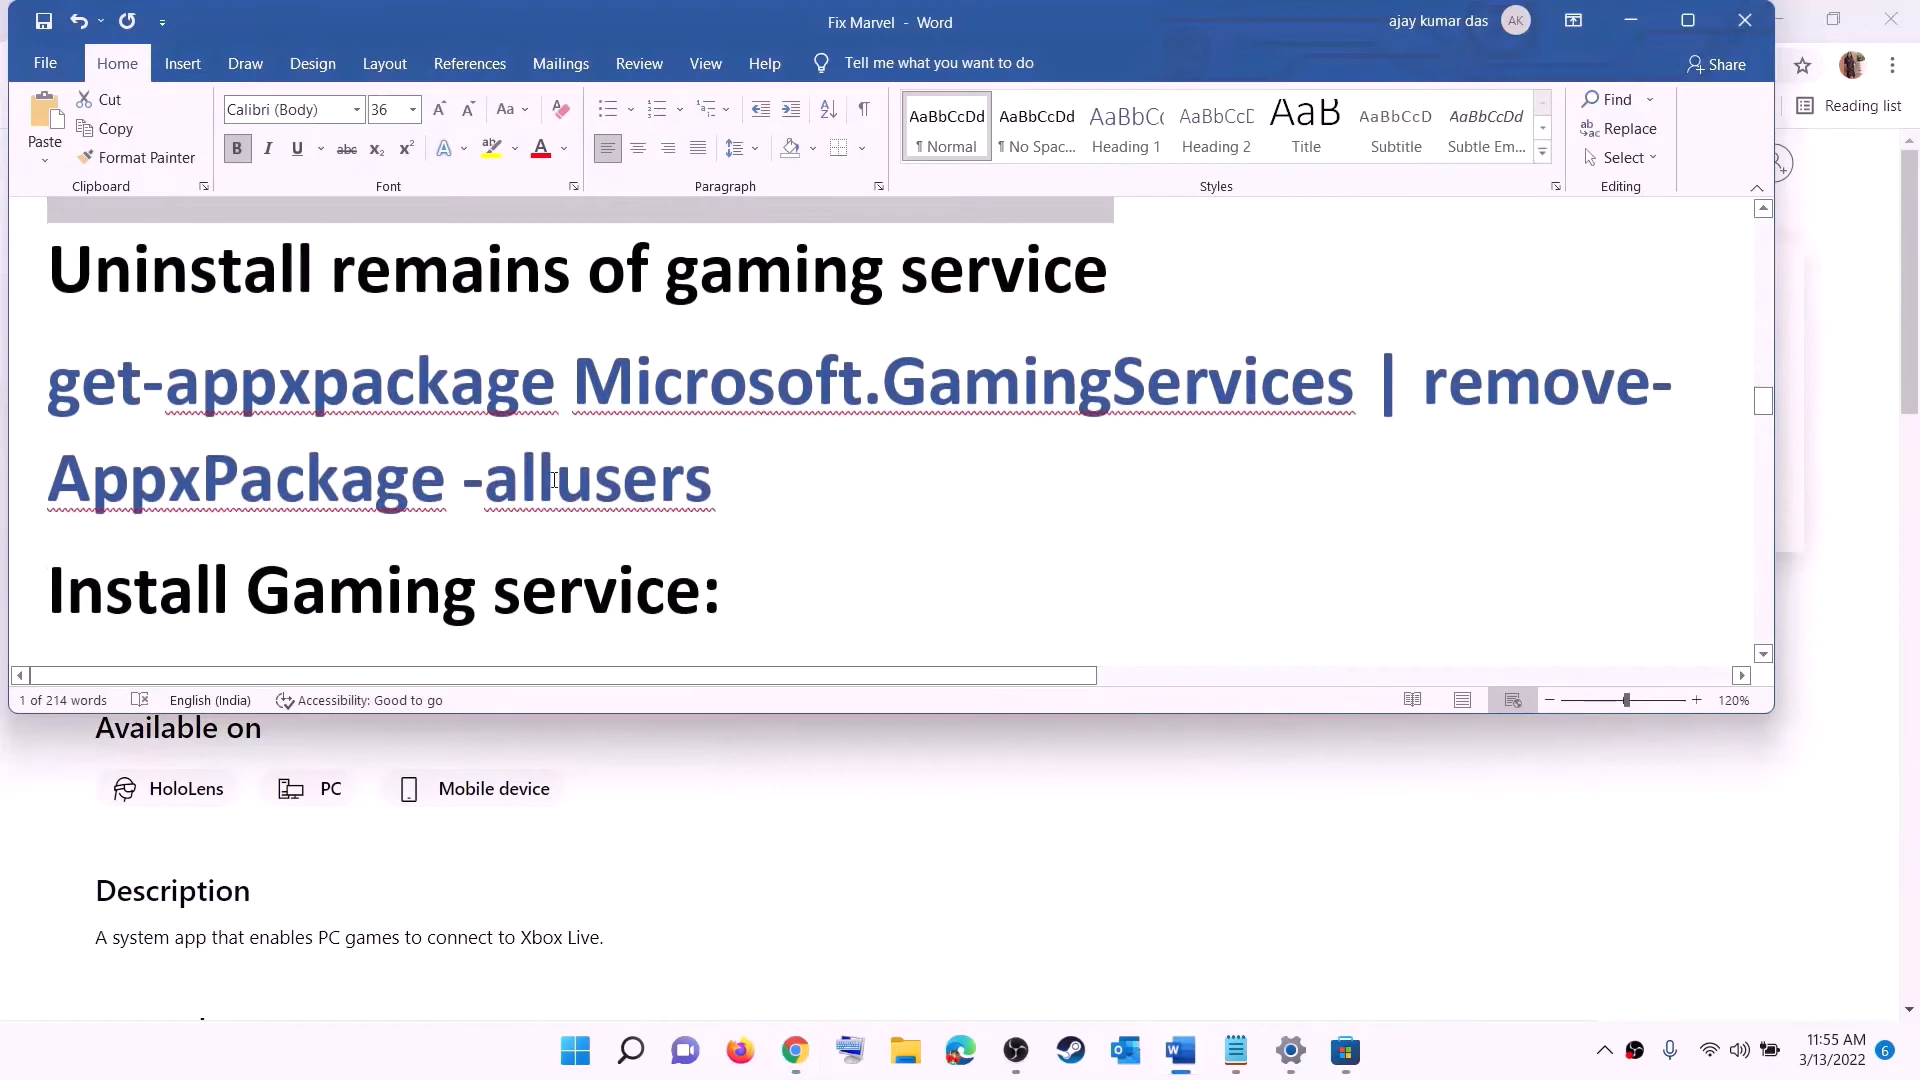 Fix Marvel - Word
ajay kumar das
AK
File
Home
Insert
Draw
Design
Layout
References
Mailings
Review
View
Help
Tell me what you want to do
Share
Reading list
Paste
Cut
Copy
Format Painter
Clipboard
Calibri (Body)
36
Font
Paragraph
AaBbCcDd
¶ Normal
AaBbCcDd
¶ No Spac...
AaBbC
Heading 1
AaBbCcD
Heading 2
AaB
Title
AaBbCcD
Subtitle
AaBbCcDd
Subtle Em...
Styles
Find
Replace
Select
Editing
Uninstall remains of gaming service
get-appxpackage Microsoft.GamingServices | remove-
AppxPackage -allusers
Install Gaming service:
1 of 214 words
English (India)
Accessibility: Good to go
120%
Available on
HoloLens
PC
Mobile device
Description
A system app that enables PC games to connect to Xbox Live.
11:55 AM
3/13/2022
6